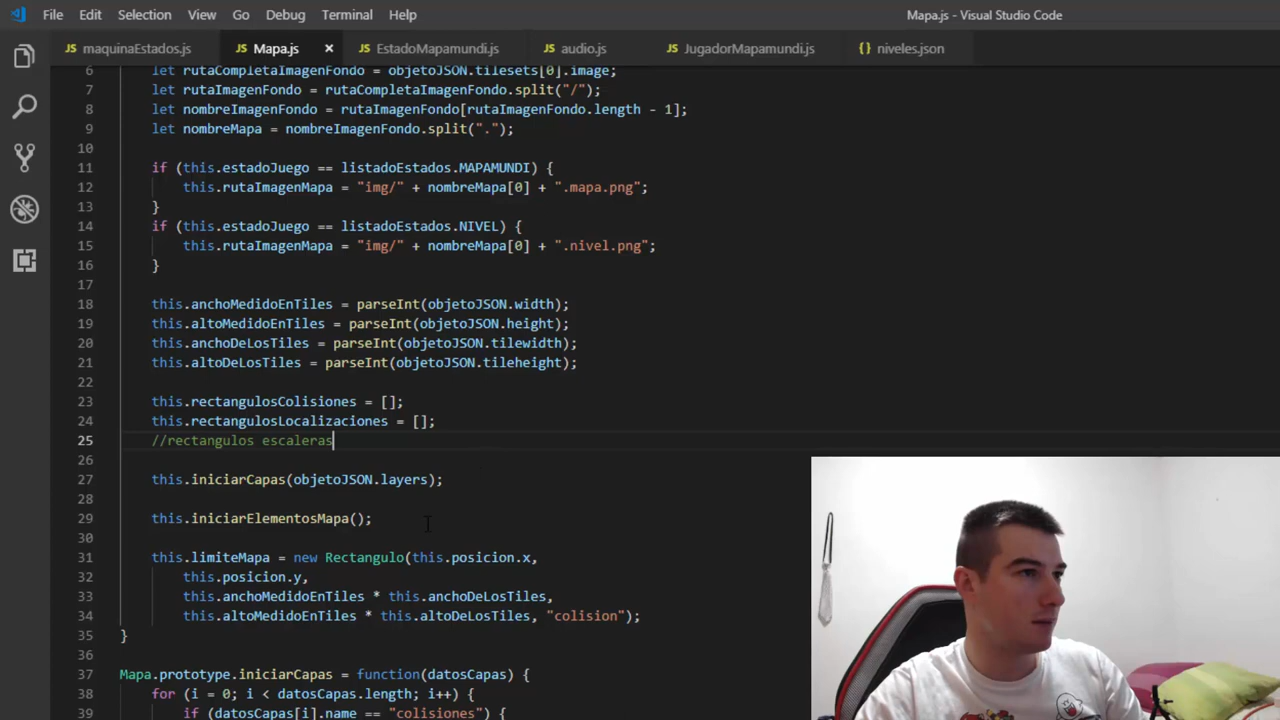 File Edit Selection View Go Debug Terminal Help Mapa.js - Visual Studio Code
JS maquinaEstados.js JS Mapa.js × JS EstadoMapamundi.js JS audio.js JS JugadorMapamundi.js {} niveles.json
6 let rutaCompletaImagenFondo = objetoJSON.tilesets[0].image;
7 let rutaImagenFondo = rutaCompletaImagenFondo.split("/");
8 let nombreImagenFondo = rutaImagenFondo[rutaImagenFondo.length - 1];
9 let nombreMapa = nombreImagenFondo.split(".");
10
11 if (this.estadoJuego == listadoEstados.MAPAMUNDI) {
12 this.rutaImagenMapa = "img/" + nombreMapa[0] + ".mapa.png";
13 }
14 if (this.estadoJuego == listadoEstados.NIVEL) {
15 this.rutaImagenMapa = "img/" + nombreMapa[0] + ".nivel.png";
16 }
17
18 this.anchoMedidoEnTiles = parseInt(objetoJSON.width);
19 this.altoMedidoEnTiles = parseInt(objetoJSON.height);
20 this.anchoDeLosTiles = parseInt(objetoJSON.tilewidth);
21 this.altoDeLosTiles = parseInt(objetoJSON.tileheight);
22
23 this.rectangulosColisiones = [];
24 this.rectangulosLocalizaciones = [];
25 //rectangulos escaleras
26
27 this.iniciarCapas(objetoJSON.layers);
28
29 this.iniciarElementosMapa();
30
31 this.limiteMapa = new Rectangulo(this.posicion.x,
32 this.posicion.y,
33 this.anchoMedidoEnTiles * this.anchoDeLosTiles,
34 this.altoMedidoEnTiles * this.altoDeLosTiles, "colision");
35 }
36
37 Mapa.prototype.iniciarCapas = function(datosCapas) {
38 for (i = 0; i < datosCapas.length; i++) {
39 if (datosCapas[i].name == "colisiones") {